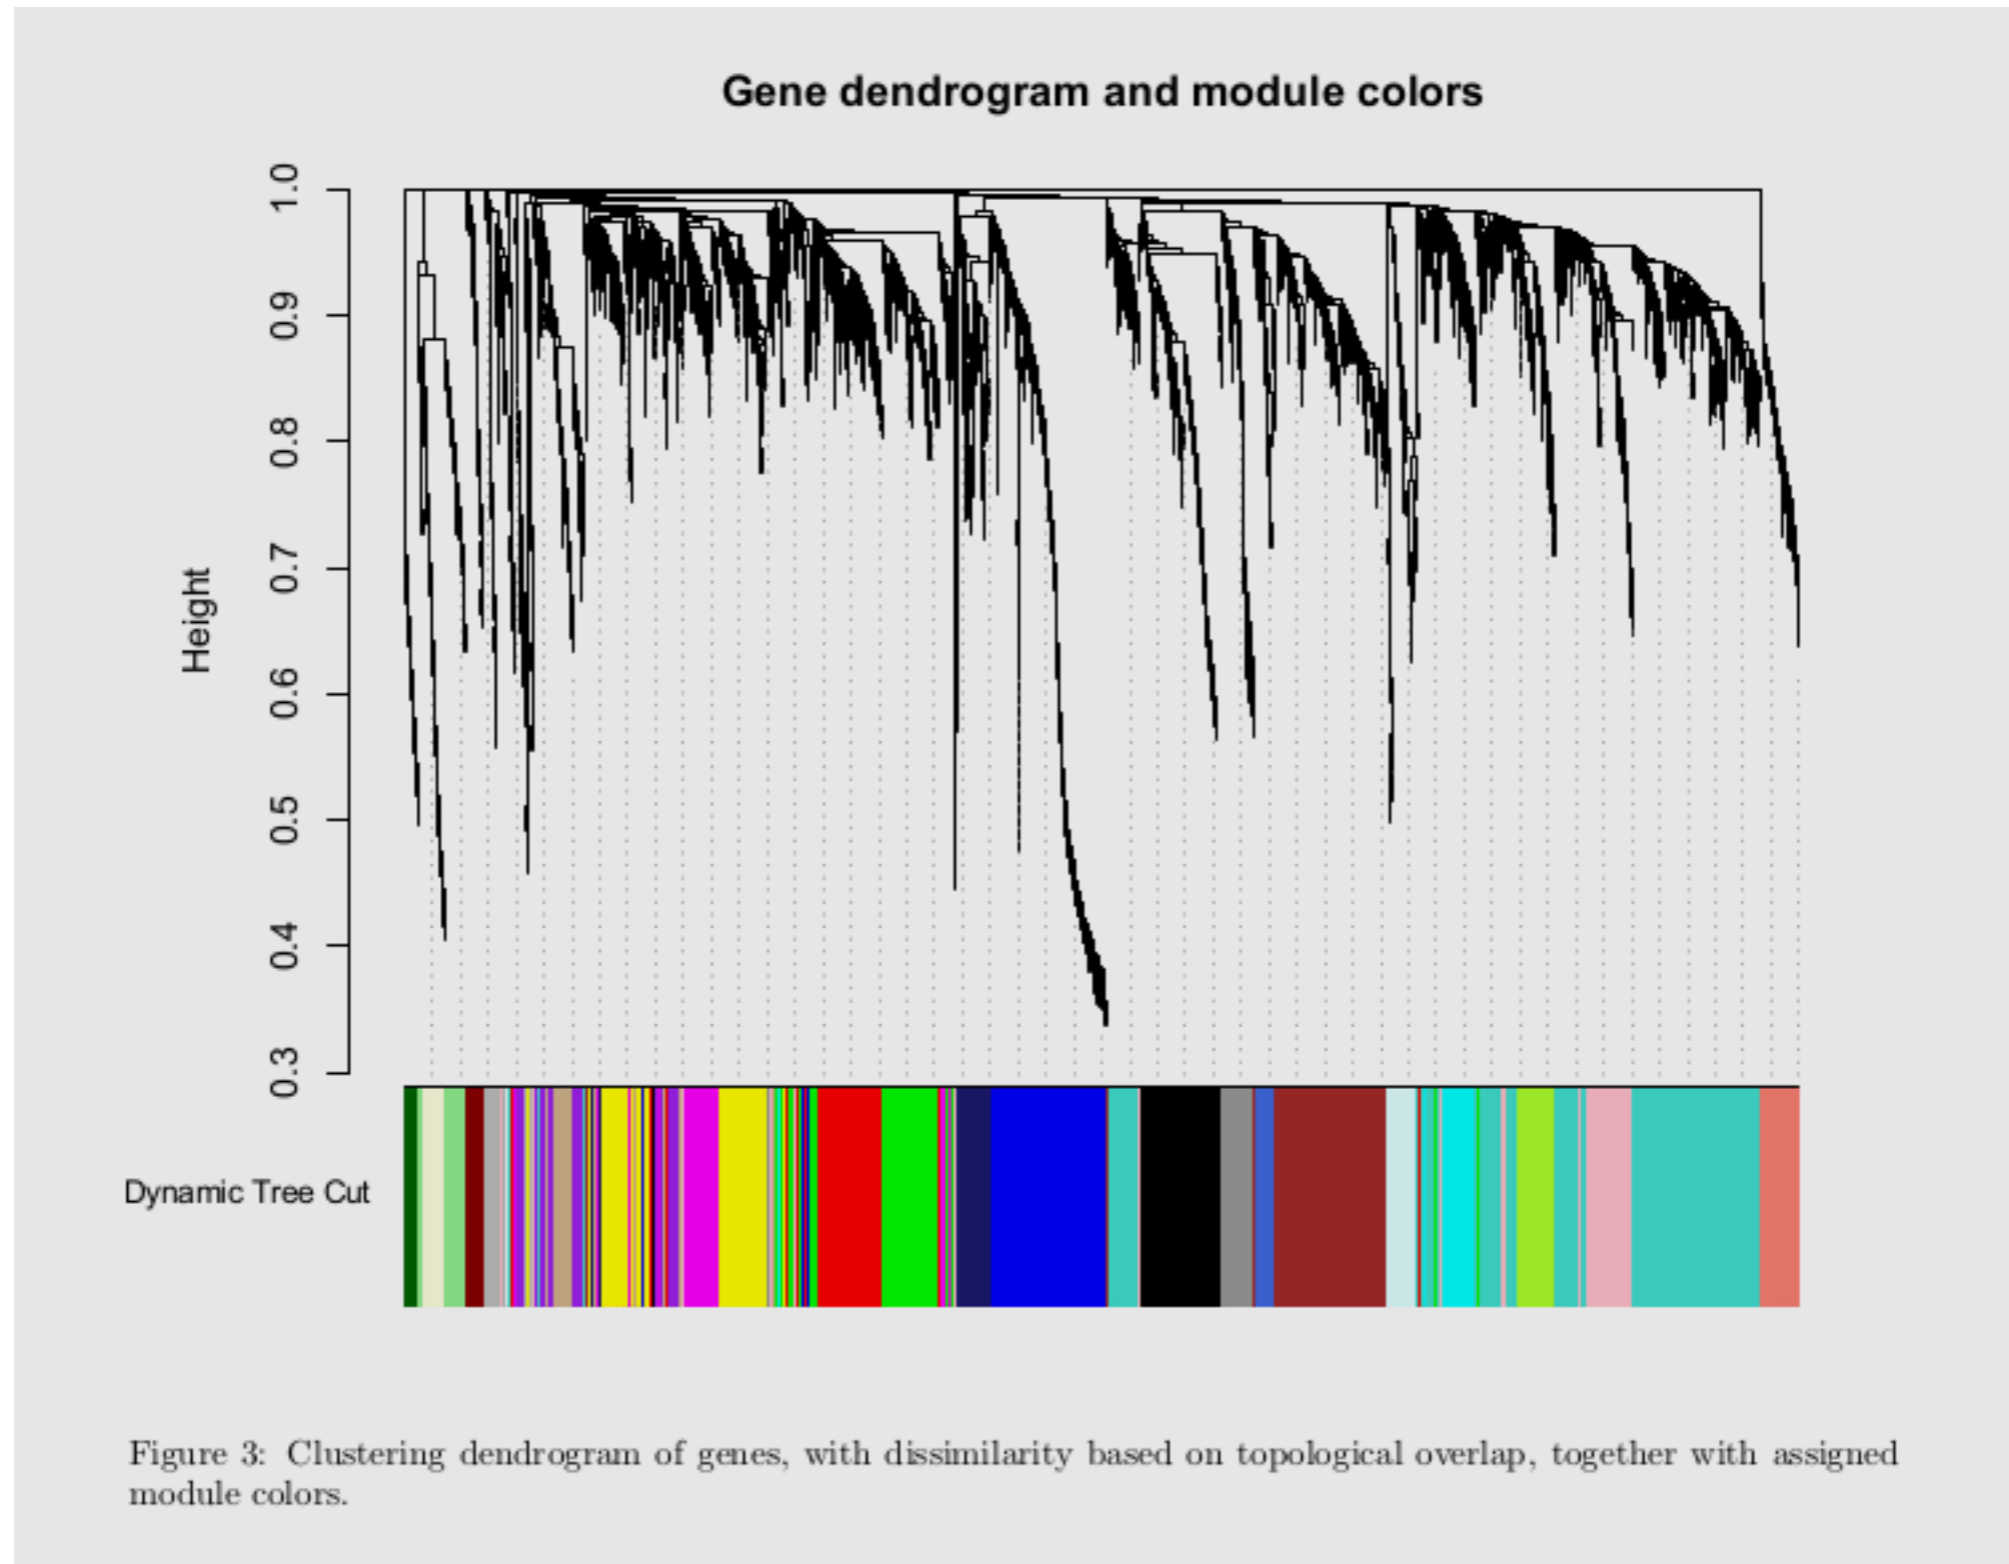 Gene dendrogram and module colors
1.0
0.9
0.8
0.7
0.6
0.5
0.4
0.3
Height
Dynamic Tree Cut
Figure 3: Clustering dendrogram of genes, with dissimilarity based on topological overlap, together with assigned
module colors.